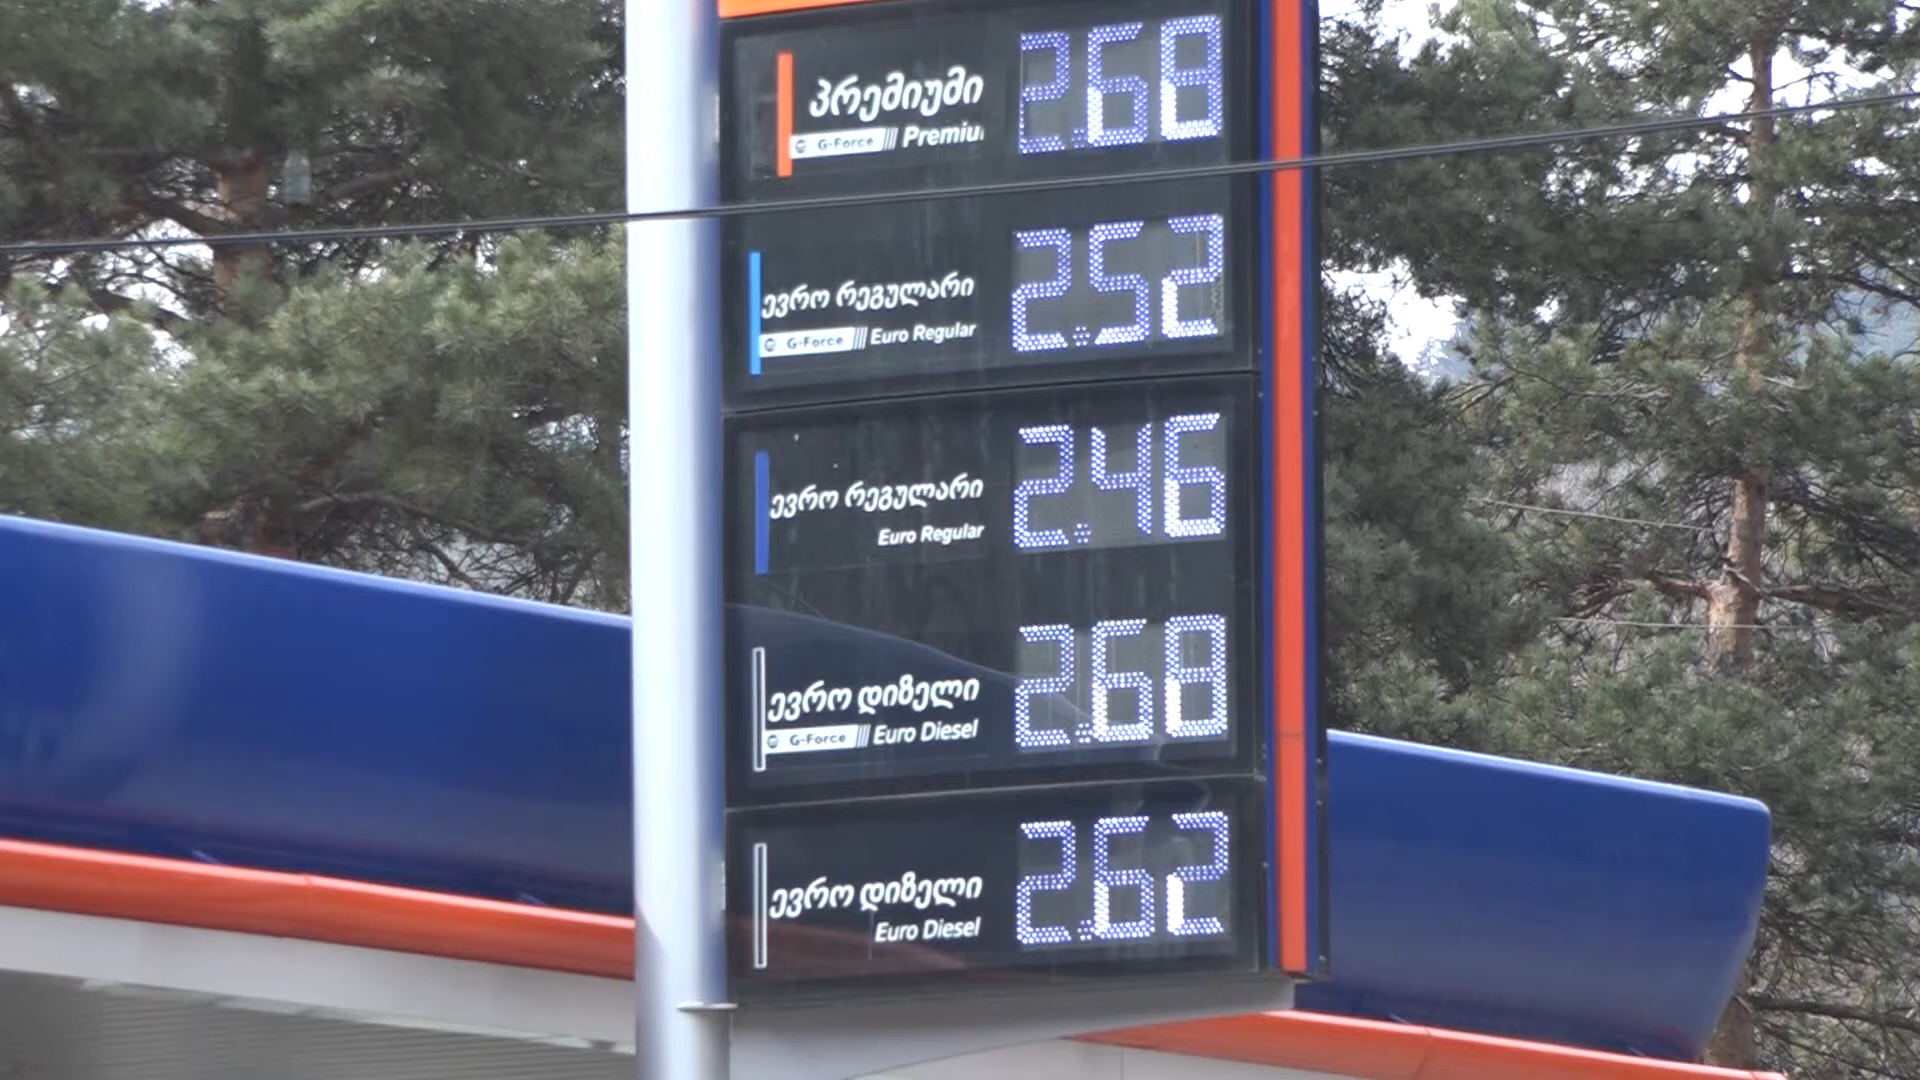 პრემიუმი 2.68
G-Force Premiu
ევრო რეგულარი 2.52
G-Force Euro Regular
ევრო რეგულარი 2.46
Euro Regular
ევრო დიზელი 2.68
G-Force Euro Diesel
ევრო დიზელი 2.62
Euro Diesel